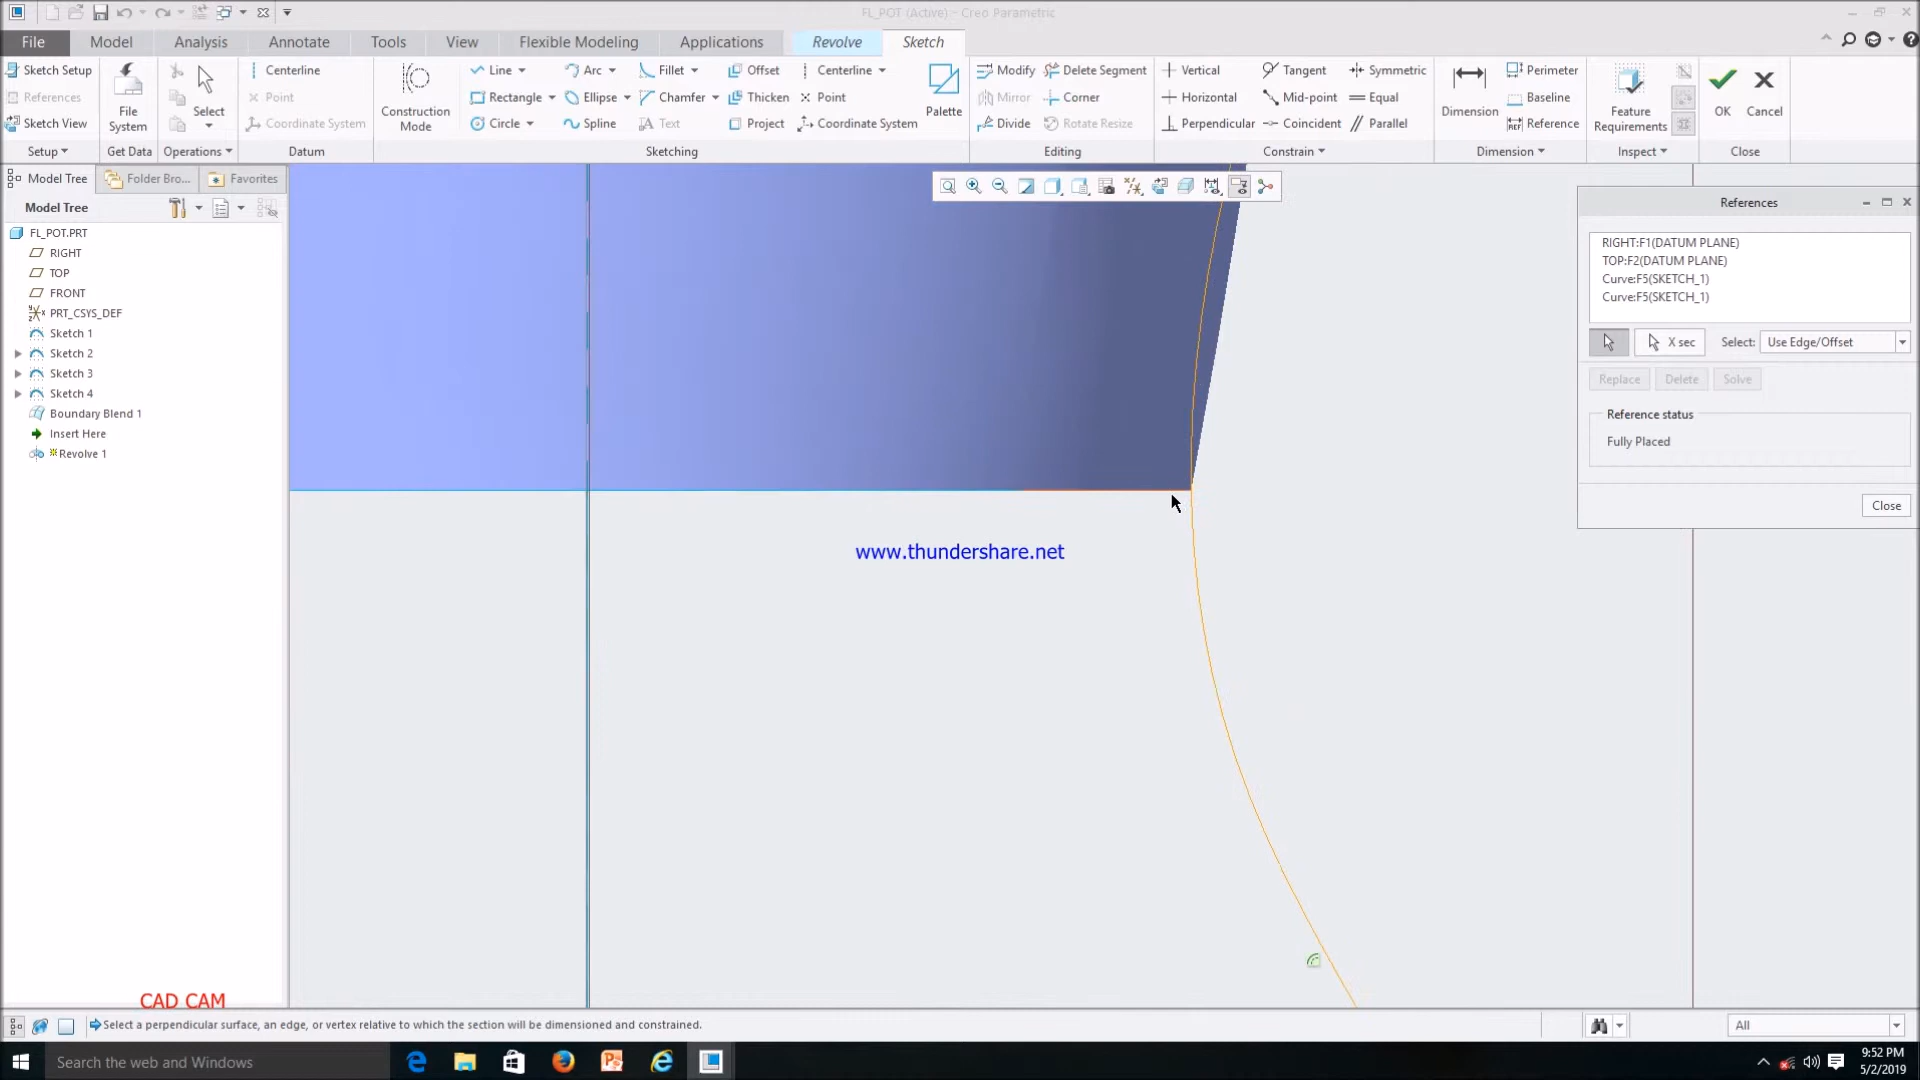 FL_POT (Active) - Creo Parametric
File Model Analysis Annotate Tools View Flexible Modeling Applications Revolve Sketch
Sketch Setup
References
Sketch View
Setup
File System
Get Data
Select
Operations
Centerline
Point
Coordinate System
Datum
Construction Mode
Line Arc Fillet Offset Centerline
Rectangle Ellipse Chamfer Thicken Point
Circle Spline Text Project Coordinate System
Palette
Sketching
Modify Delete Segment
Mirror Corner
Divide Rotate Resize
Editing
Vertical Tangent Symmetric
Horizontal Mid-point Equal
Perpendicular Coincident Parallel
Constrain
Dimension
Perimeter
Baseline
Reference
Dimension
Feature Requirements
Inspect
OK Cancel
Close
Model Tree Folder Bro... Favorites
Model Tree
FL_POT.PRT
RIGHT
TOP
FRONT
PRT_CSYS_DEF
Sketch 1
Sketch 2
Sketch 3
Sketch 4
Boundary Blend 1
Insert Here
Revolve 1
References
RIGHT:F1(DATUM PLANE)
TOP:F2(DATUM PLANE)
Curve:F5(SKETCH_1)
Curve:F5(SKETCH_1)
X sec Select: Use Edge/Offset
Replace Delete Solve
Reference status
Fully Placed
Close
www.thundershare.net
CAD CAM
Select a perpendicular surface, an edge, or vertex relative to which the section will be dimensioned and constrained.
All
Search the web and Windows
9:52 PM
5/2/2019